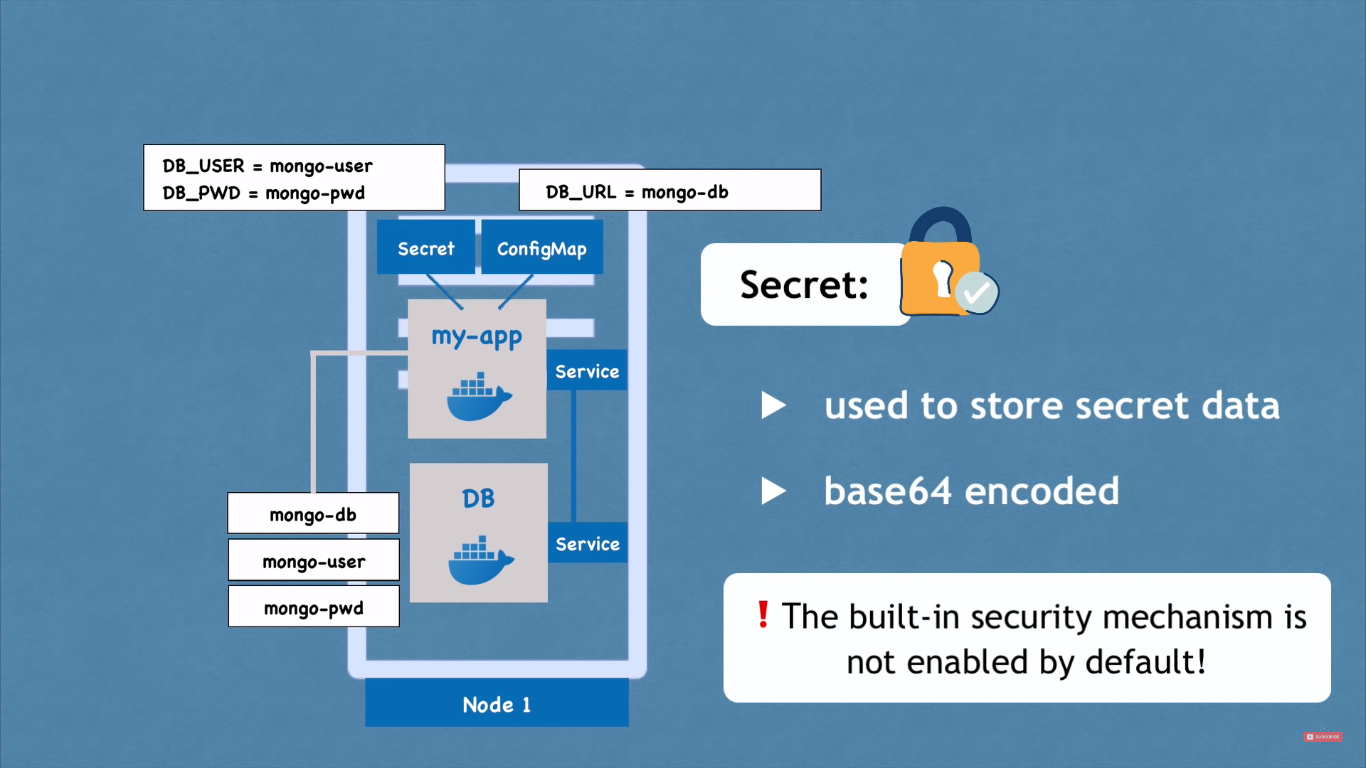 DB_USER = mongo-user
DB_PWD = mongo-pwd
DB_URL = mongo-db
Secret
ConfigMap
my-app
Service
DB
Service
mongo-db
mongo-user
mongo-pwd
Node 1
Secret:
used to store secret data
base64 encoded
! The built-in security mechanism is
not enabled by default!
SUBSCRIBE